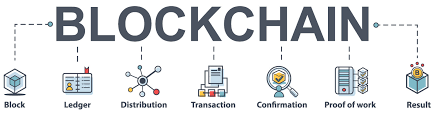 BLOCKCHAIN
Block Ledger Distribution Transaction Confirmation Proof of work Result